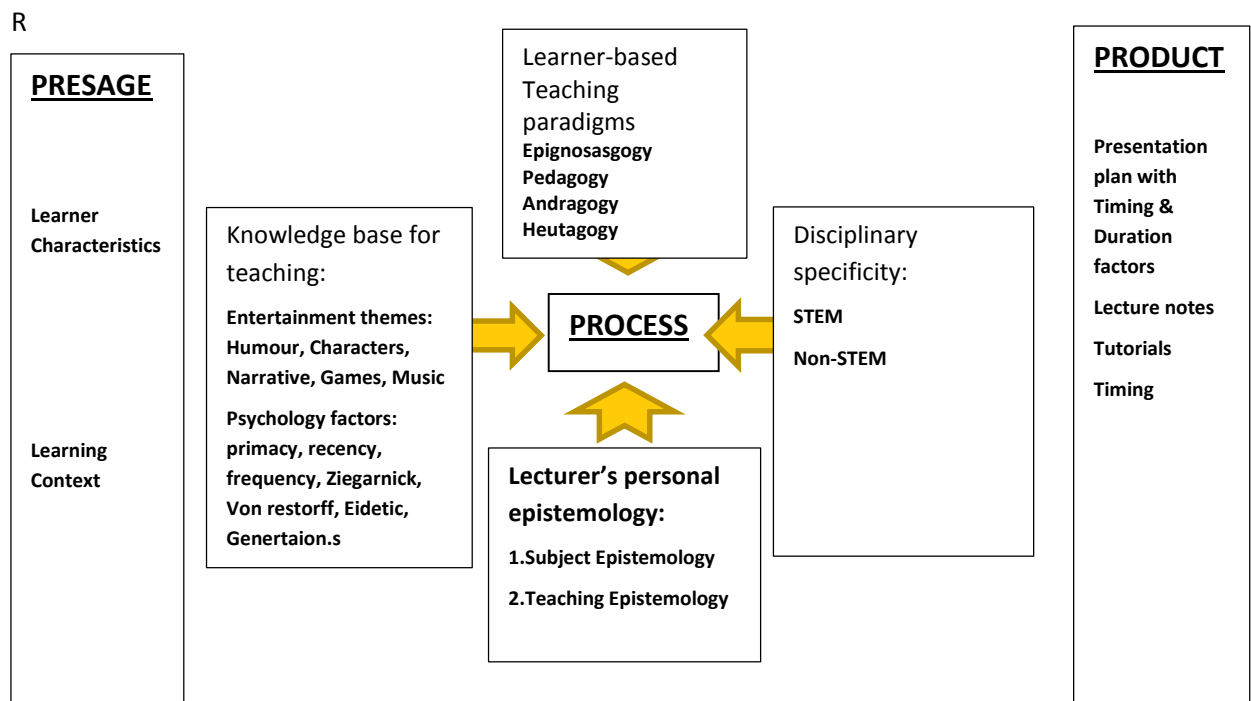 R
PRESAGE
Learner
Characteristics
Learning
Context
Knowledge base for
teaching:
Entertainment themes:
Humour, Characters,
Narrative, Games, Music
Psychology factors:
primacy, recency,
frequency, Ziegarnick,
Von restorff, Eidetic,
Genertaion.s
Learner-based
Teaching
paradigms
Epignosasgogy
Pedagogy
Andragogy
Heutagogy
PROCESS
Lecturer’s personal
epistemology:
1.Subject Epistemology
2.Teaching Epistemology
Disciplinary
specificity:
STEM
Non-STEM
PRODUCT
Presentation
plan with
Timing &
Duration
factors
Lecture notes
Tutorials
Timing